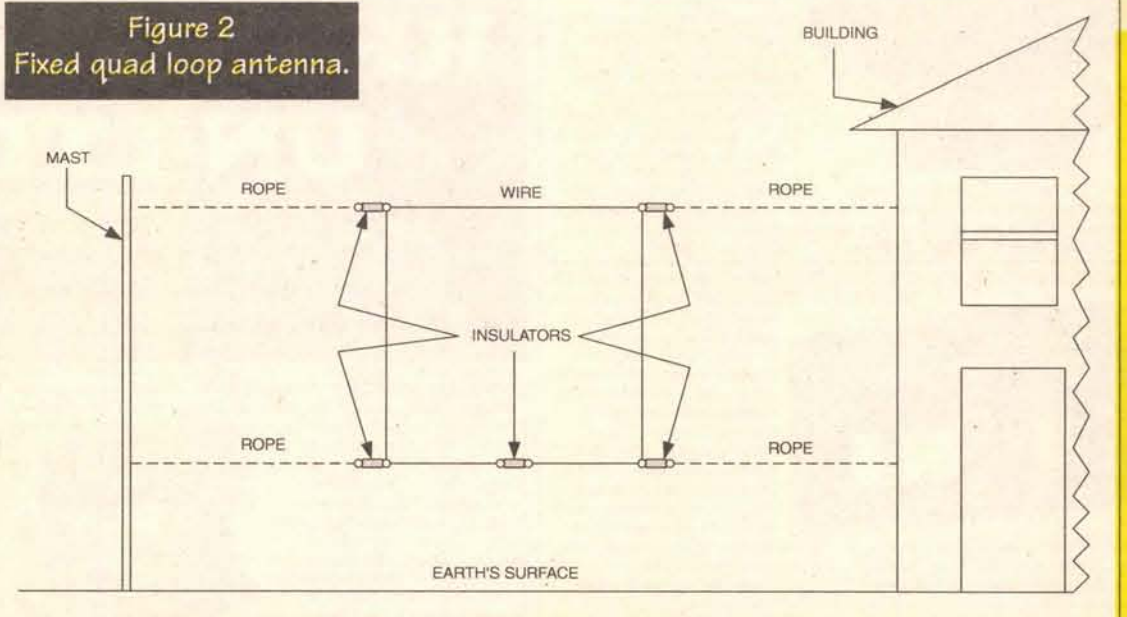 Figure 2
Fixed quad loop antenna.
BUILDING
MAST
ROPE
WIRE
ROPE
INSULATORS
ROPE
ROPE
EARTH'S SURFACE